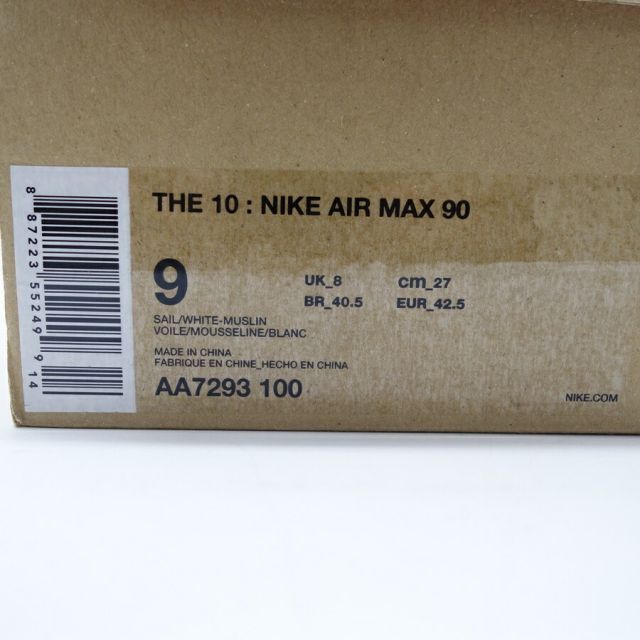 THE 10 : NIKE AIR MAX 90
9
UK_8 cm_27
BR_40.5 EUR_42.5
SAIL/WHITE-MUSLIN
VOILE/MOUSSELINE/BLANC
MADE IN CHINA
FABRIQUE EN CHINE_HECHO EN CHINA
AA7293 100
NIKE.COM
8 87223 55249 9 14